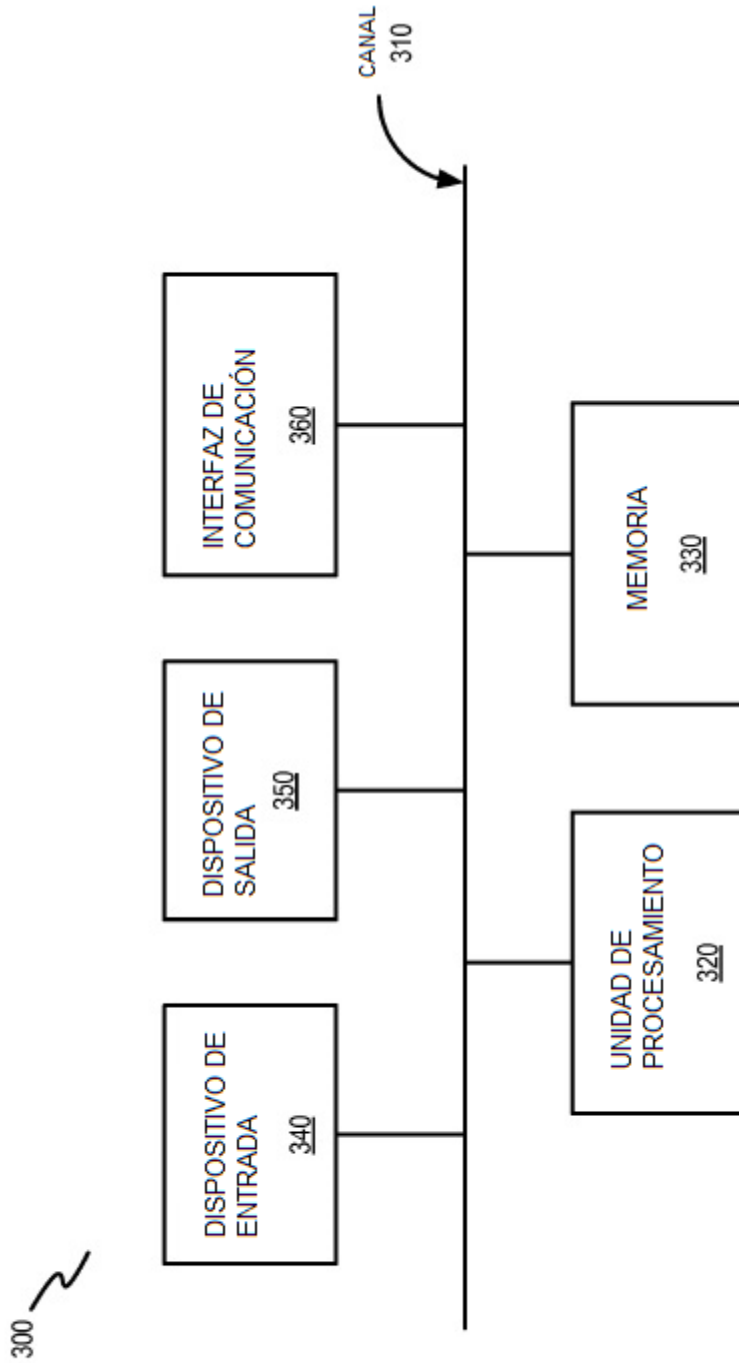 300
DISPOSITIVO DE
ENTRADA
340
DISPOSITIVO DE
SALIDA
350
INTERFAZ DE
COMUNICACIÓN
360
CANAL
310
UNIDAD DE
PROCESAMIENTO
320
MEMORIA
330